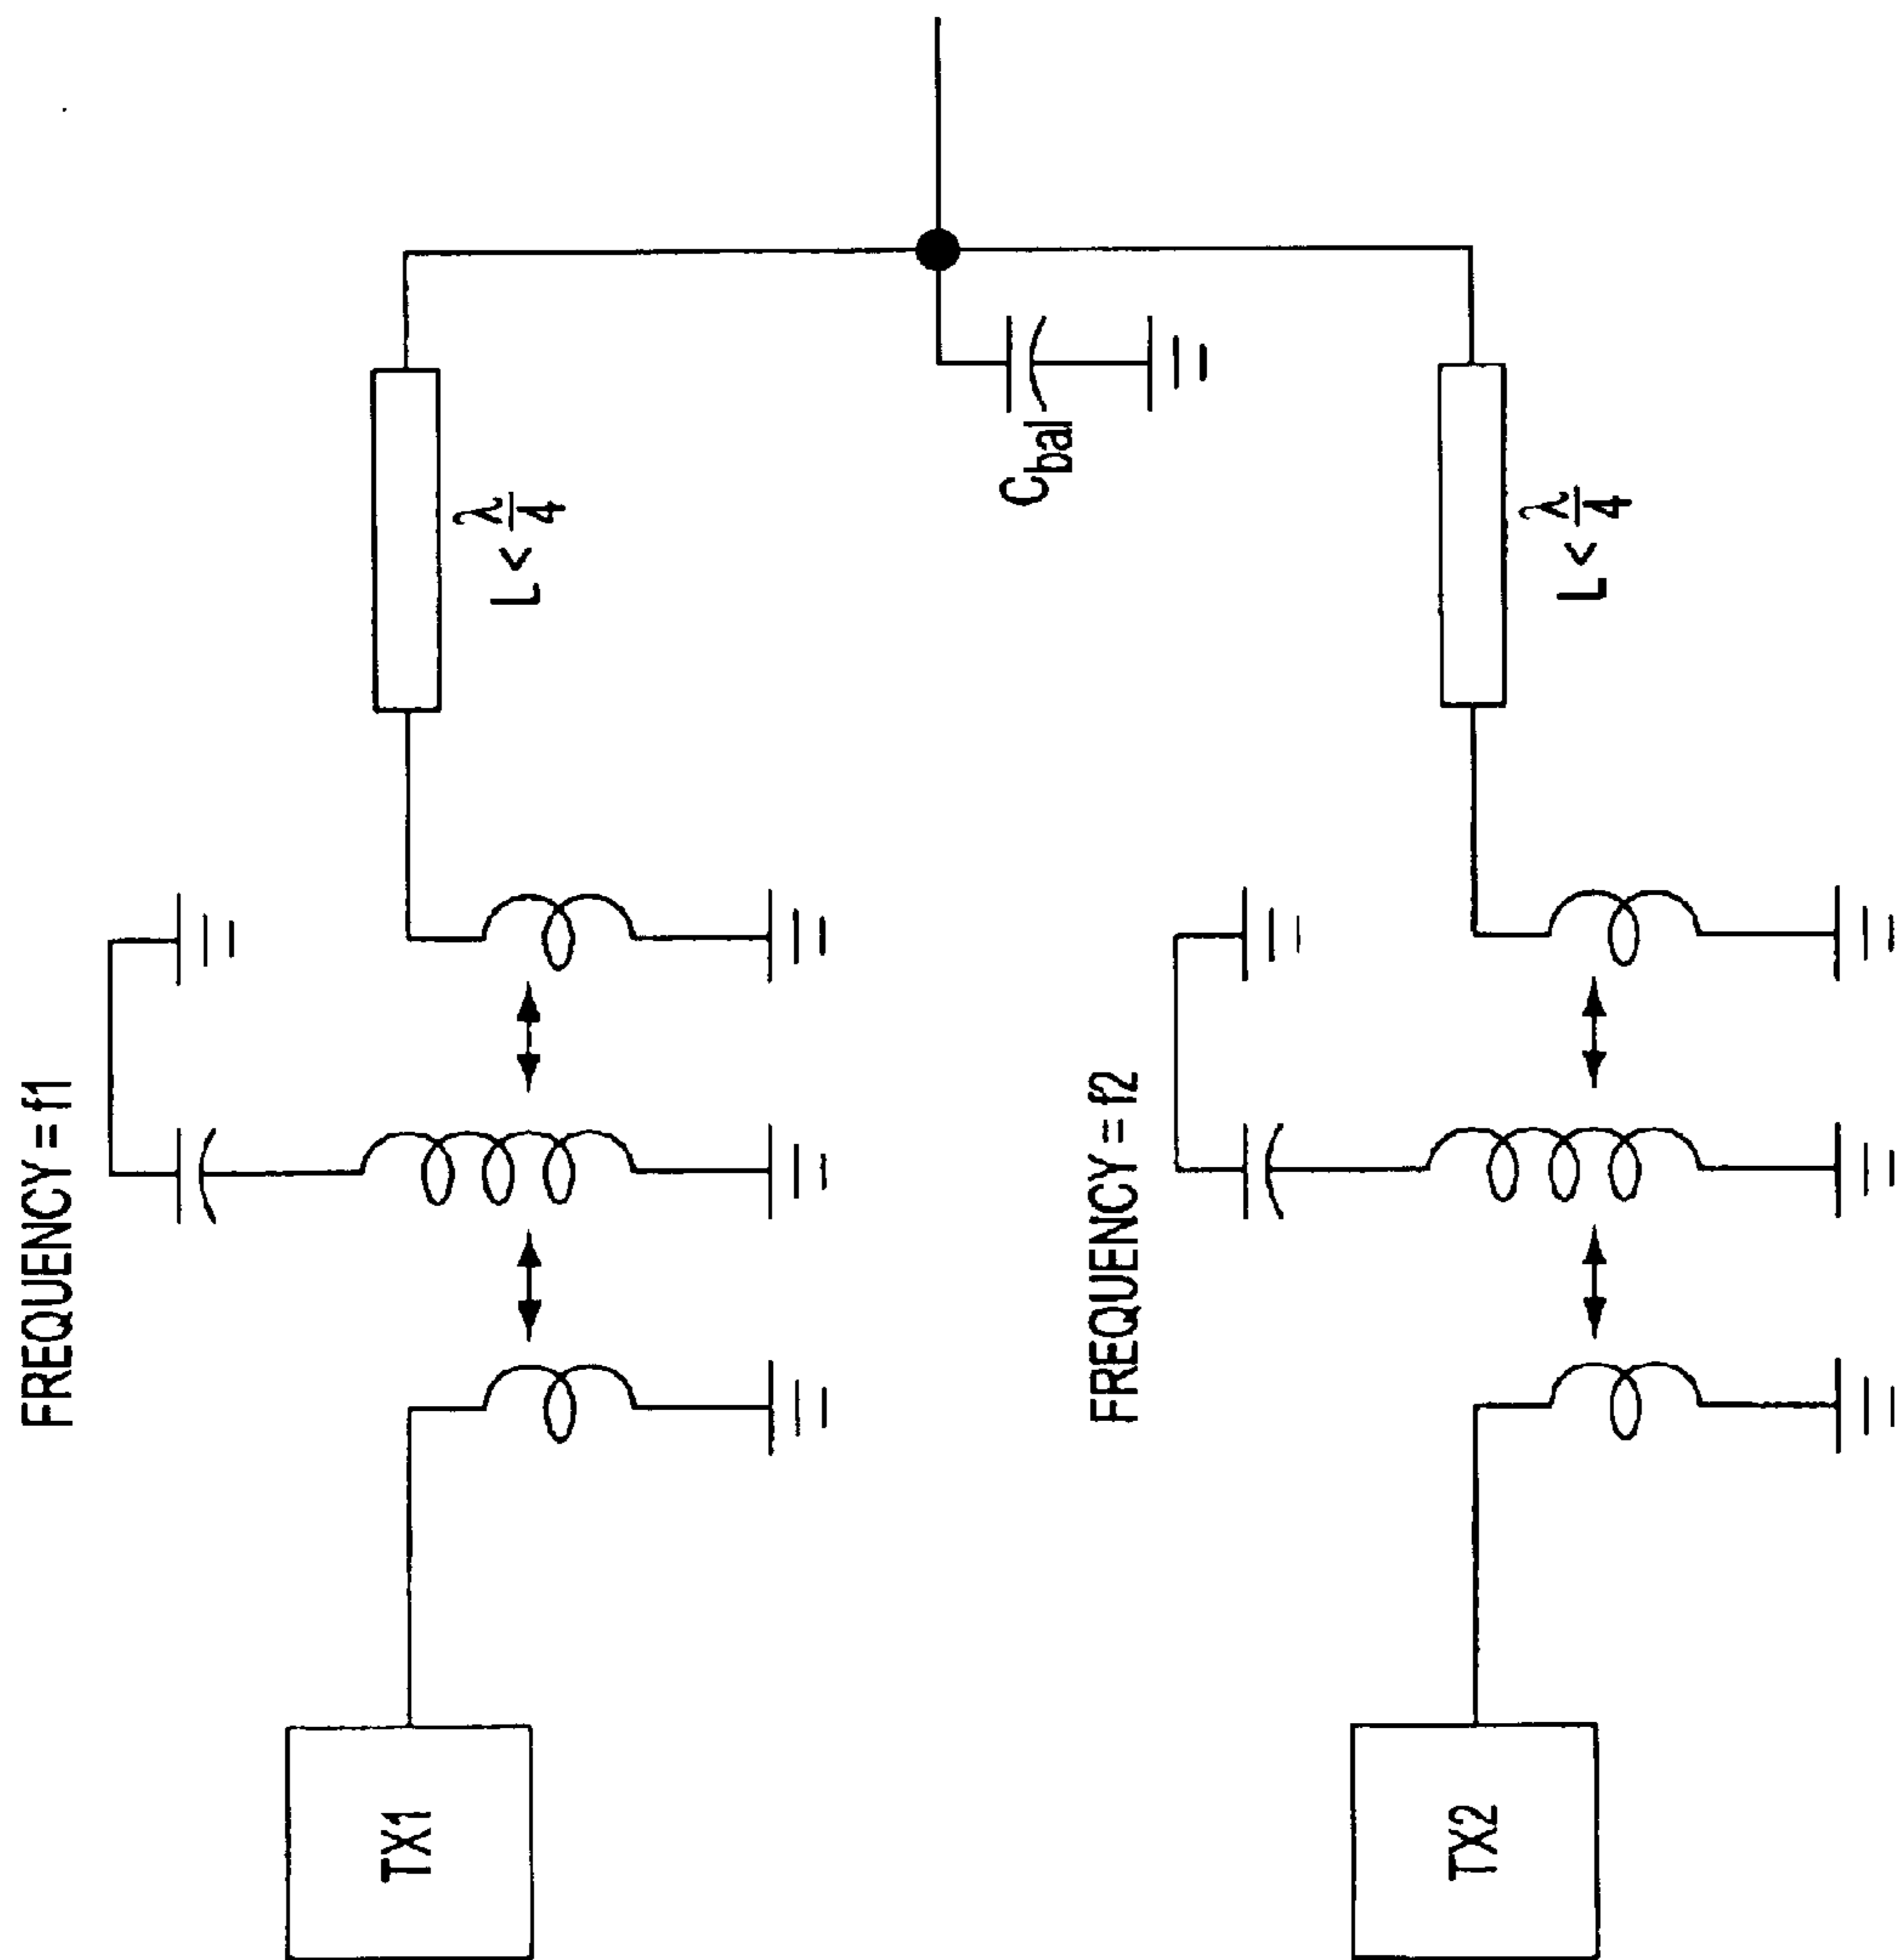 FREQUENCY = f1
TX1
L < λ/4
C_bal
FREQUENCY = f2
TX2
L < λ/4